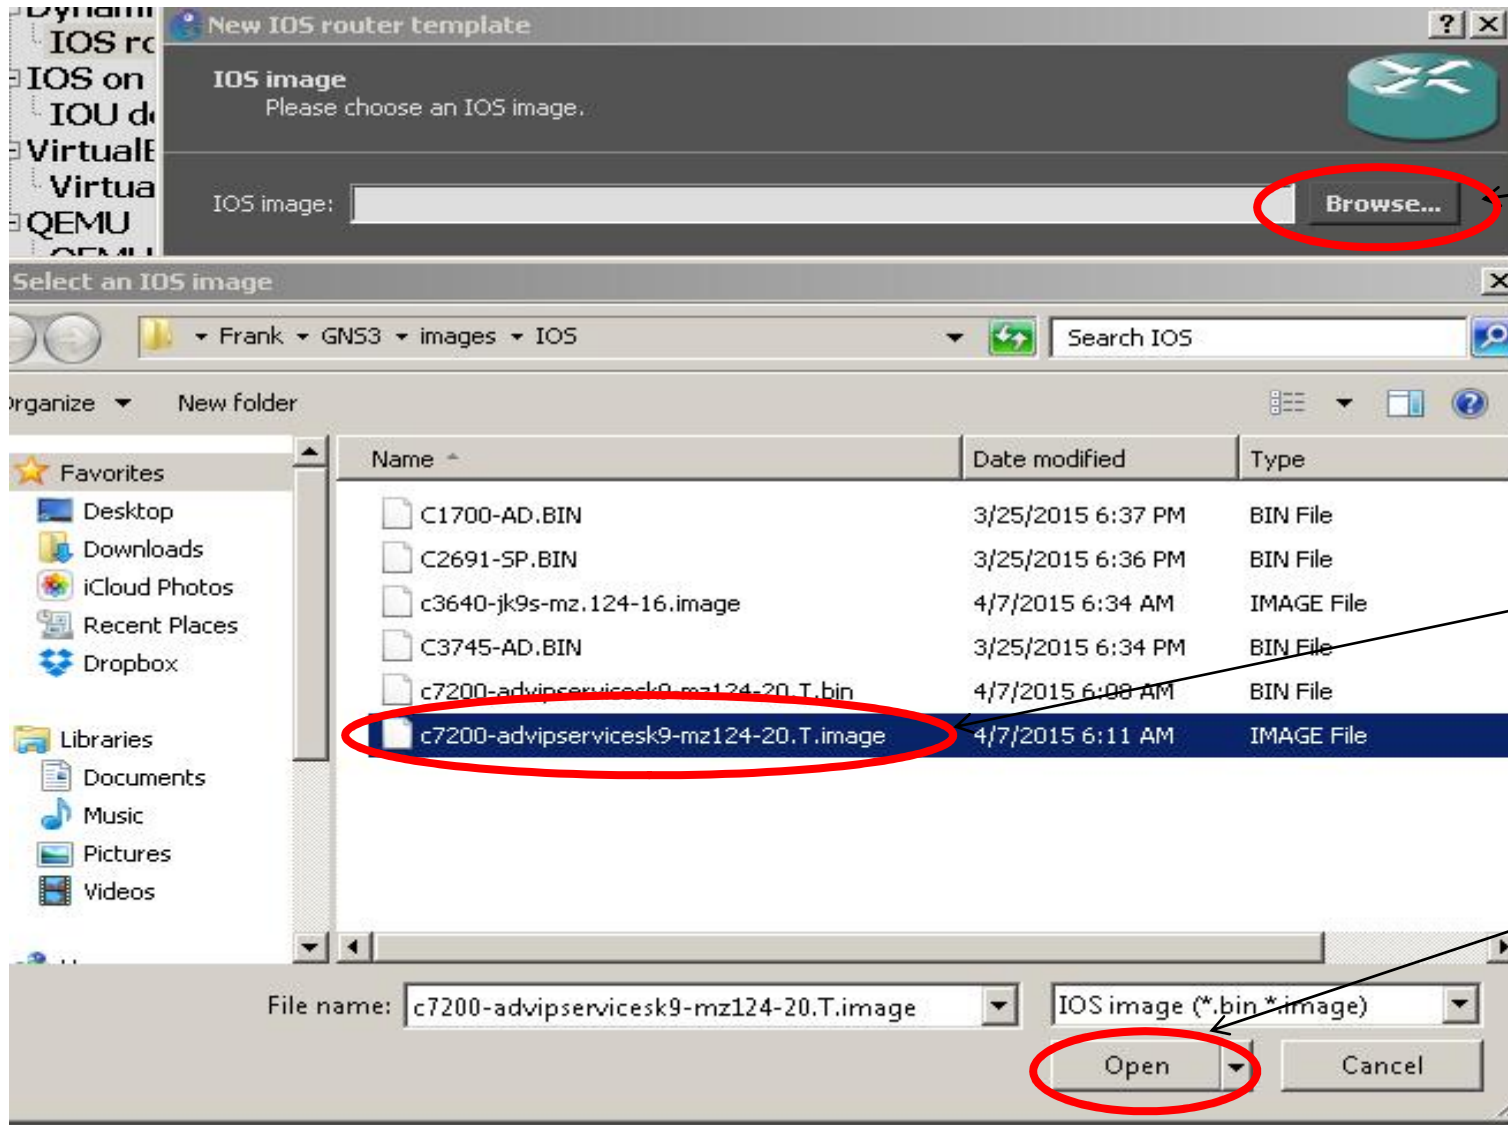 New IOS router template
IOS image
Please choose an IOS image.
IOS on
QEMU
IOS image:
Browse...
Select an IOS image
Frank GNS3 images IOS
Search IOS
New folder
Name
Date modified
Type
Favorites
Desktop
Downloads
iCloud Photos
Recent Places
Dropbox
Libraries
Documents
Music
Pictures
Videos
C1700-AD.BIN 3/25/2015 6:37 PM BIN File
C2691-SP.BIN 3/25/2015 6:36 PM BIN File
c3640-jk9s-mz.124-16.image 4/7/2015 6:34 AM IMAGE File
C3745-AD.BIN 3/25/2015 6:34 PM BIN File
c7200-advipservicesk9-mz124-20.T.bin 4/7/2015 6:08 AM BIN File
c7200-advipservicesk9-mz124-20.T.image 4/7/2015 6:11 AM IMAGE File
File name: c7200-advipservicesk9-mz124-20.T.image
IOS image (*.bin *.image)
Open
Cancel